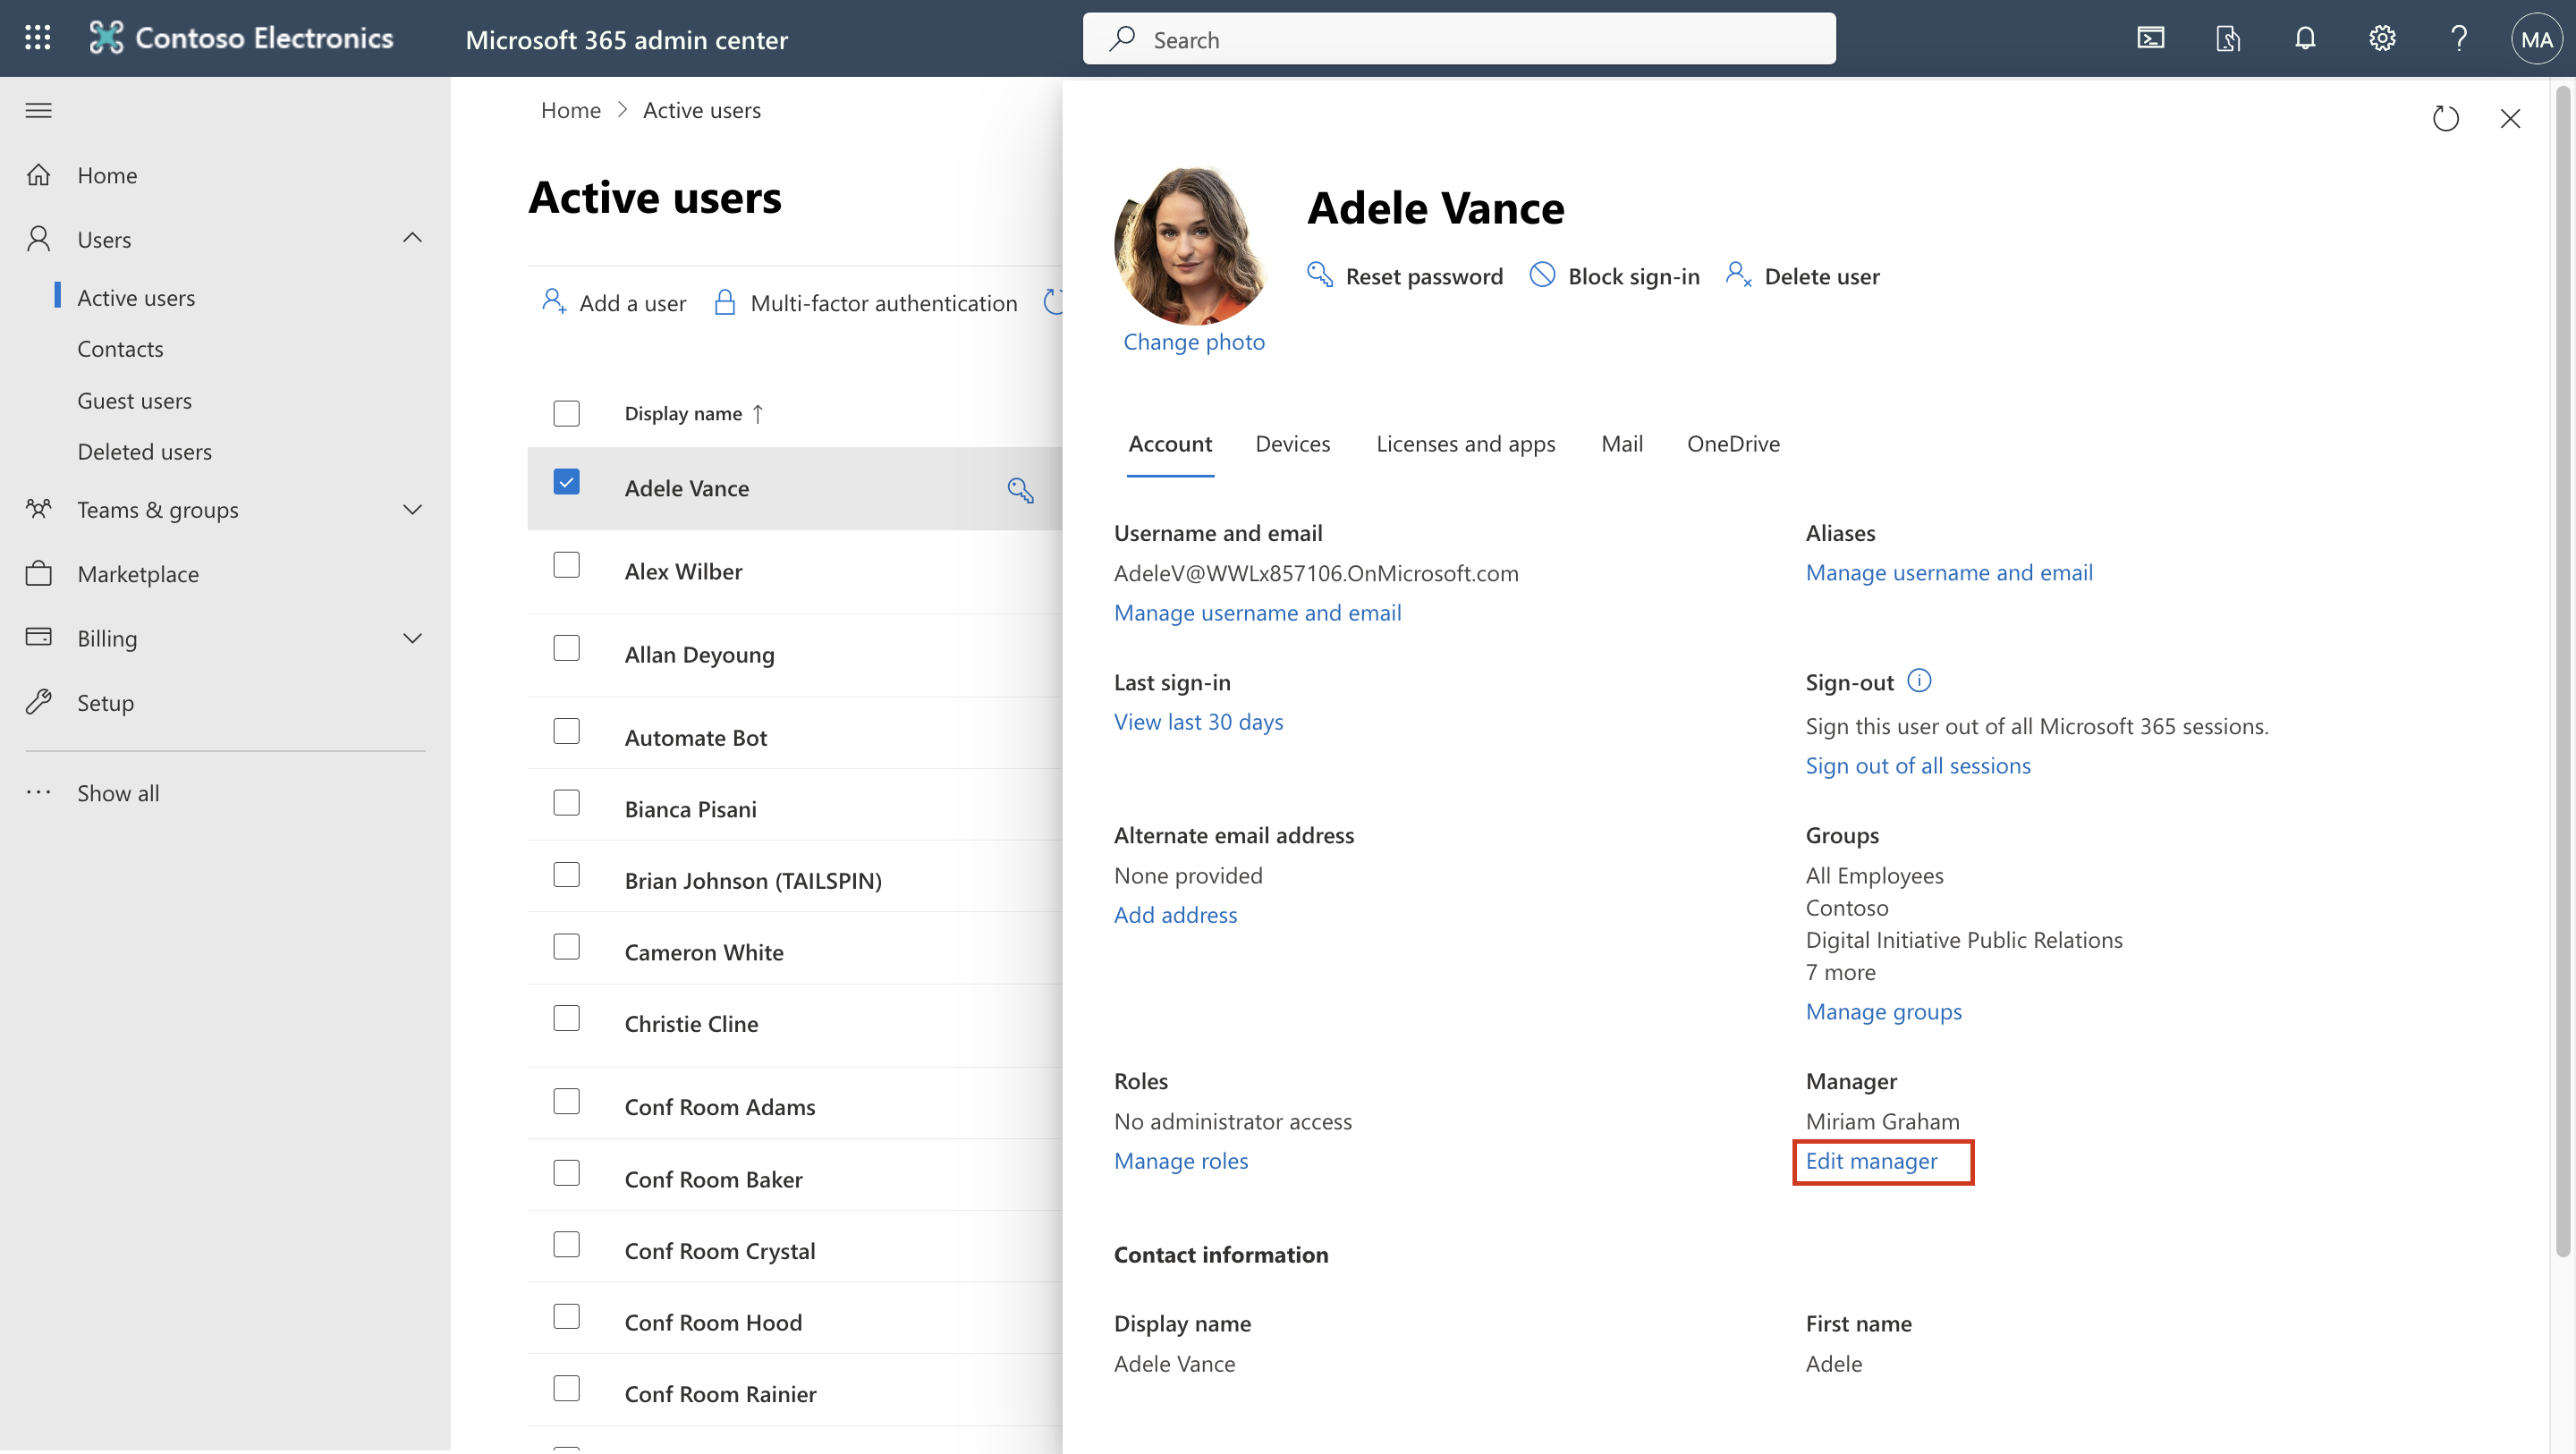 Contoso Electronics
Microsoft 365 admin center
Search
MA
Home
Users
Active users
Contacts
Guest users
Deleted users
Teams & groups
Marketplace
Billing
Setup
Show all
Home > Active users
Active users
Add a user
Multi-factor authentication
Display name ↑
Adele Vance
Alex Wilber
Allan Deyoung
Automate Bot
Bianca Pisani
Brian Johnson (TAILSPIN)
Cameron White
Christie Cline
Conf Room Adams
Conf Room Baker
Conf Room Crystal
Conf Room Hood
Conf Room Rainier
Change photo
Adele Vance
Reset password
Block sign-in
Delete user
Account
Devices
Licenses and apps
Mail
OneDrive
Username and email
AdeleV@WWLx857106.OnMicrosoft.com
Manage username and email
Aliases
Manage username and email
Last sign-in
View last 30 days
Sign-out
Sign this user out of all Microsoft 365 sessions.
Sign out of all sessions
Alternate email address
None provided
Add address
Groups
All Employees
Contoso
Digital Initiative Public Relations
7 more
Manage groups
Roles
No administrator access
Manage roles
Manager
Miriam Graham
Edit manager
Contact information
Display name
Adele Vance
First name
Adele